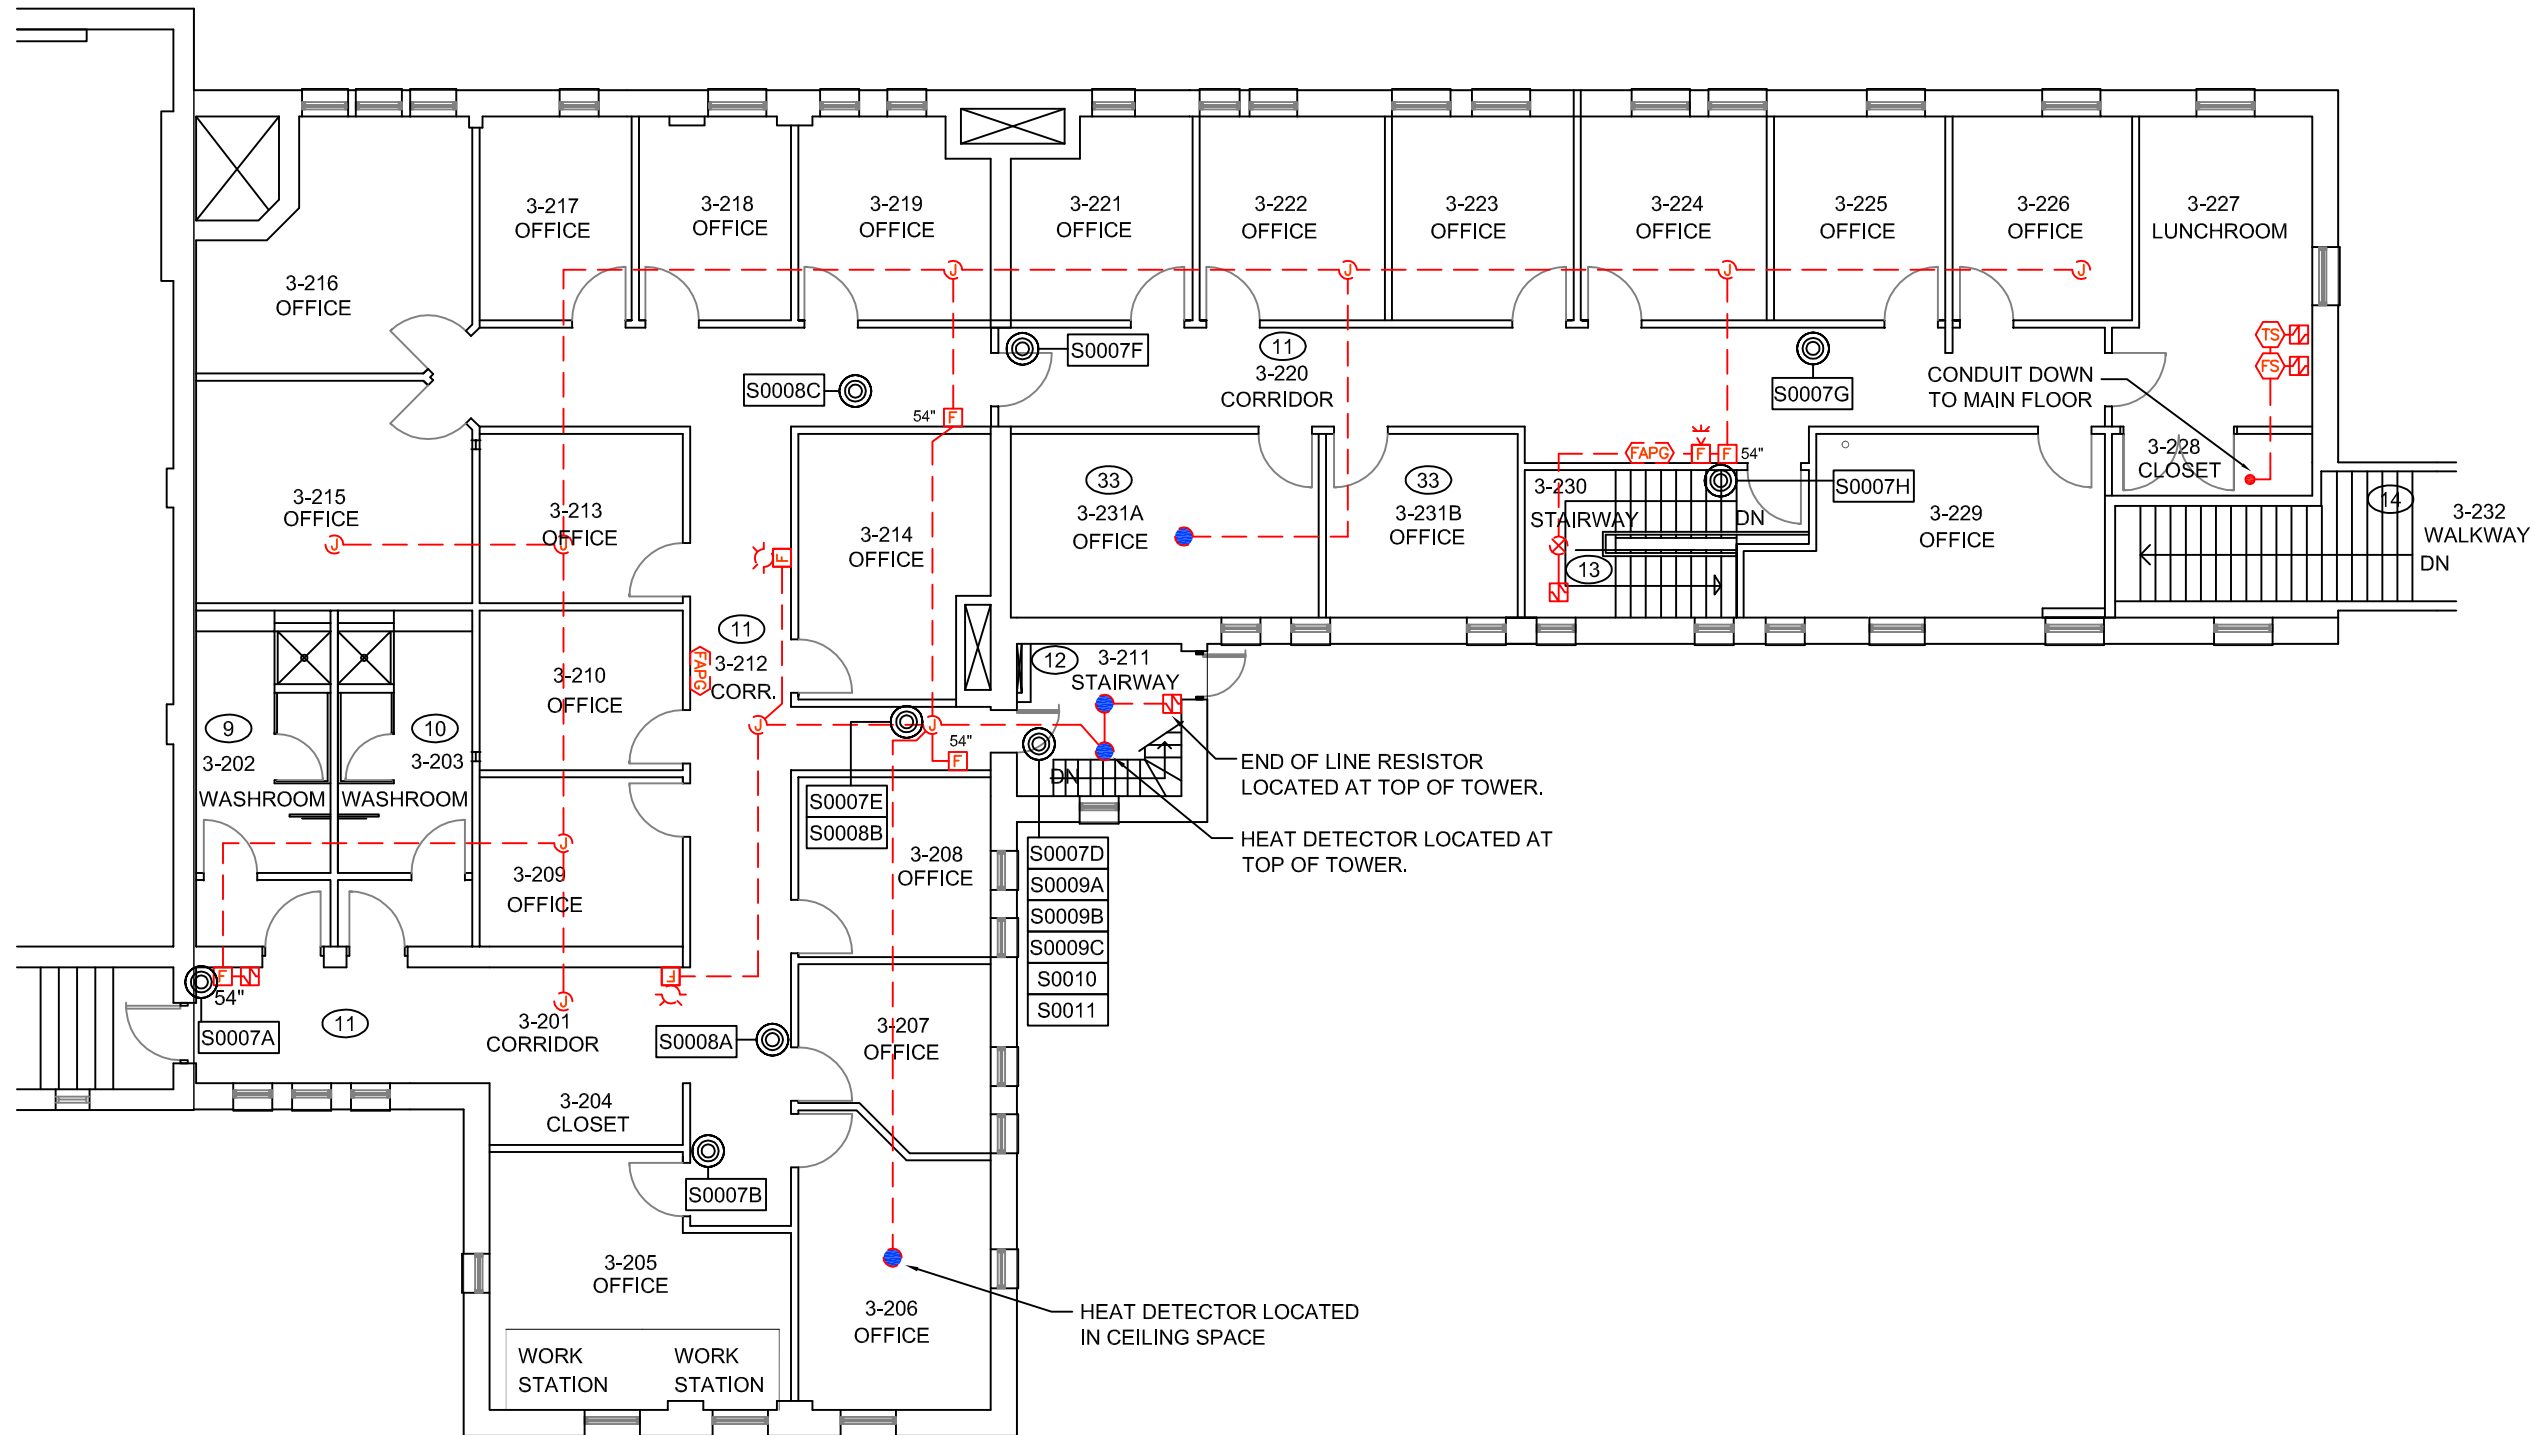 3-217
OFFICE
3-218
OFFICE
3-219
OFFICE
3-221
OFFICE
3-222
OFFICE
3-223
OFFICE
3-224
OFFICE
3-225
OFFICE
3-226
OFFICE
3-227
LUNCHROOM
3-216
OFFICE
J
J
J
J
TS
FS
S0007F
11
3-220
CORRIDOR
S0008C
S0007G
CONDUIT DOWN
TO MAIN FLOOR
54"
F
FAPG
F
F
54"
3-228
CLOSET
3-215
OFFICE
J
3-213
OFFICE
J
3-214
OFFICE
33
3-231A
OFFICE
33
3-231B
OFFICE
3-230
STAIRWAY
DN
13
S0007H
3-229
OFFICE
14
3-232
WALKWAY
DN
F
11
3-212
CORR.
FAPG
3-210
OFFICE
12
3-211
STAIRWAY
DN
9
3-202
WASHROOM
10
3-203
WASHROOM
J
J
54"
F
END OF LINE RESISTOR
LOCATED AT TOP OF TOWER.
S0007E
S0008B
HEAT DETECTOR LOCATED AT
TOP OF TOWER.
J
3-209
OFFICE
3-208
OFFICE
S0007D
S0009A
S0009B
S0009C
S0010
S0011
F
54"
F
J
S0007A
11
3-201
CORRIDOR
S0008A
3-207
OFFICE
3-204
CLOSET
S0007B
3-205
OFFICE
3-206
OFFICE
HEAT DETECTOR LOCATED
IN CEILING SPACE
WORK
STATION
WORK
STATION